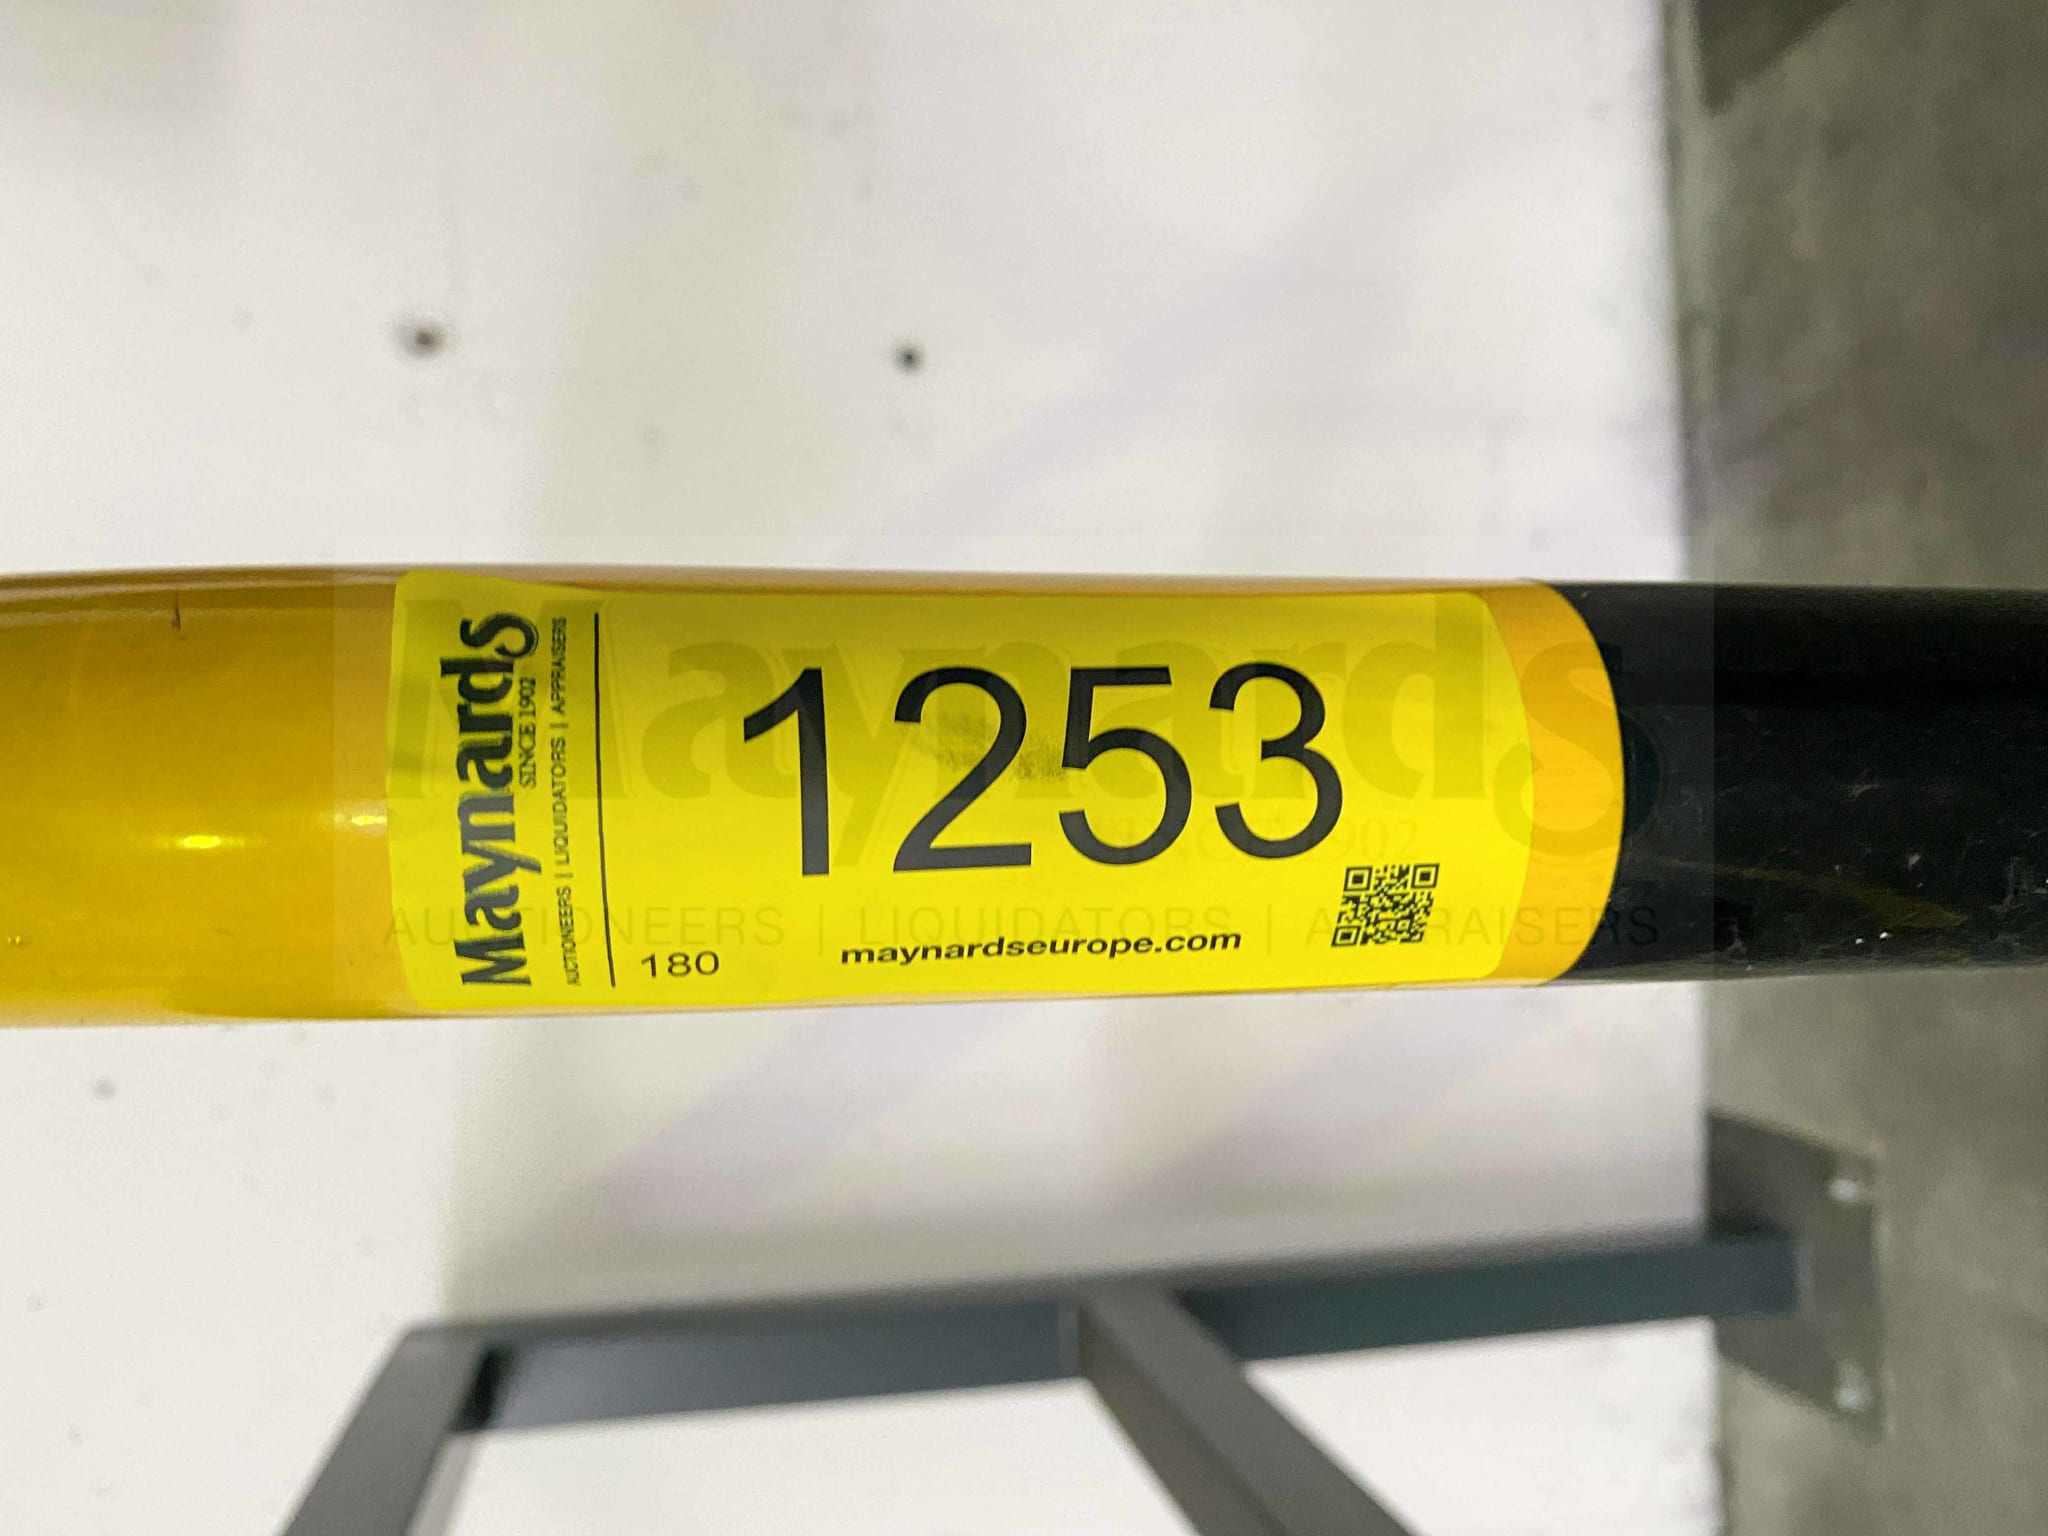 Maynards
SINCE 1902
AUCTIONEERS | LIQUIDATORS | APPRAISERS
1253
180
maynardseurope.com
Maynards
SINCE 1902
AUCTIONEERS | LIQUIDATORS | APPRAISERS